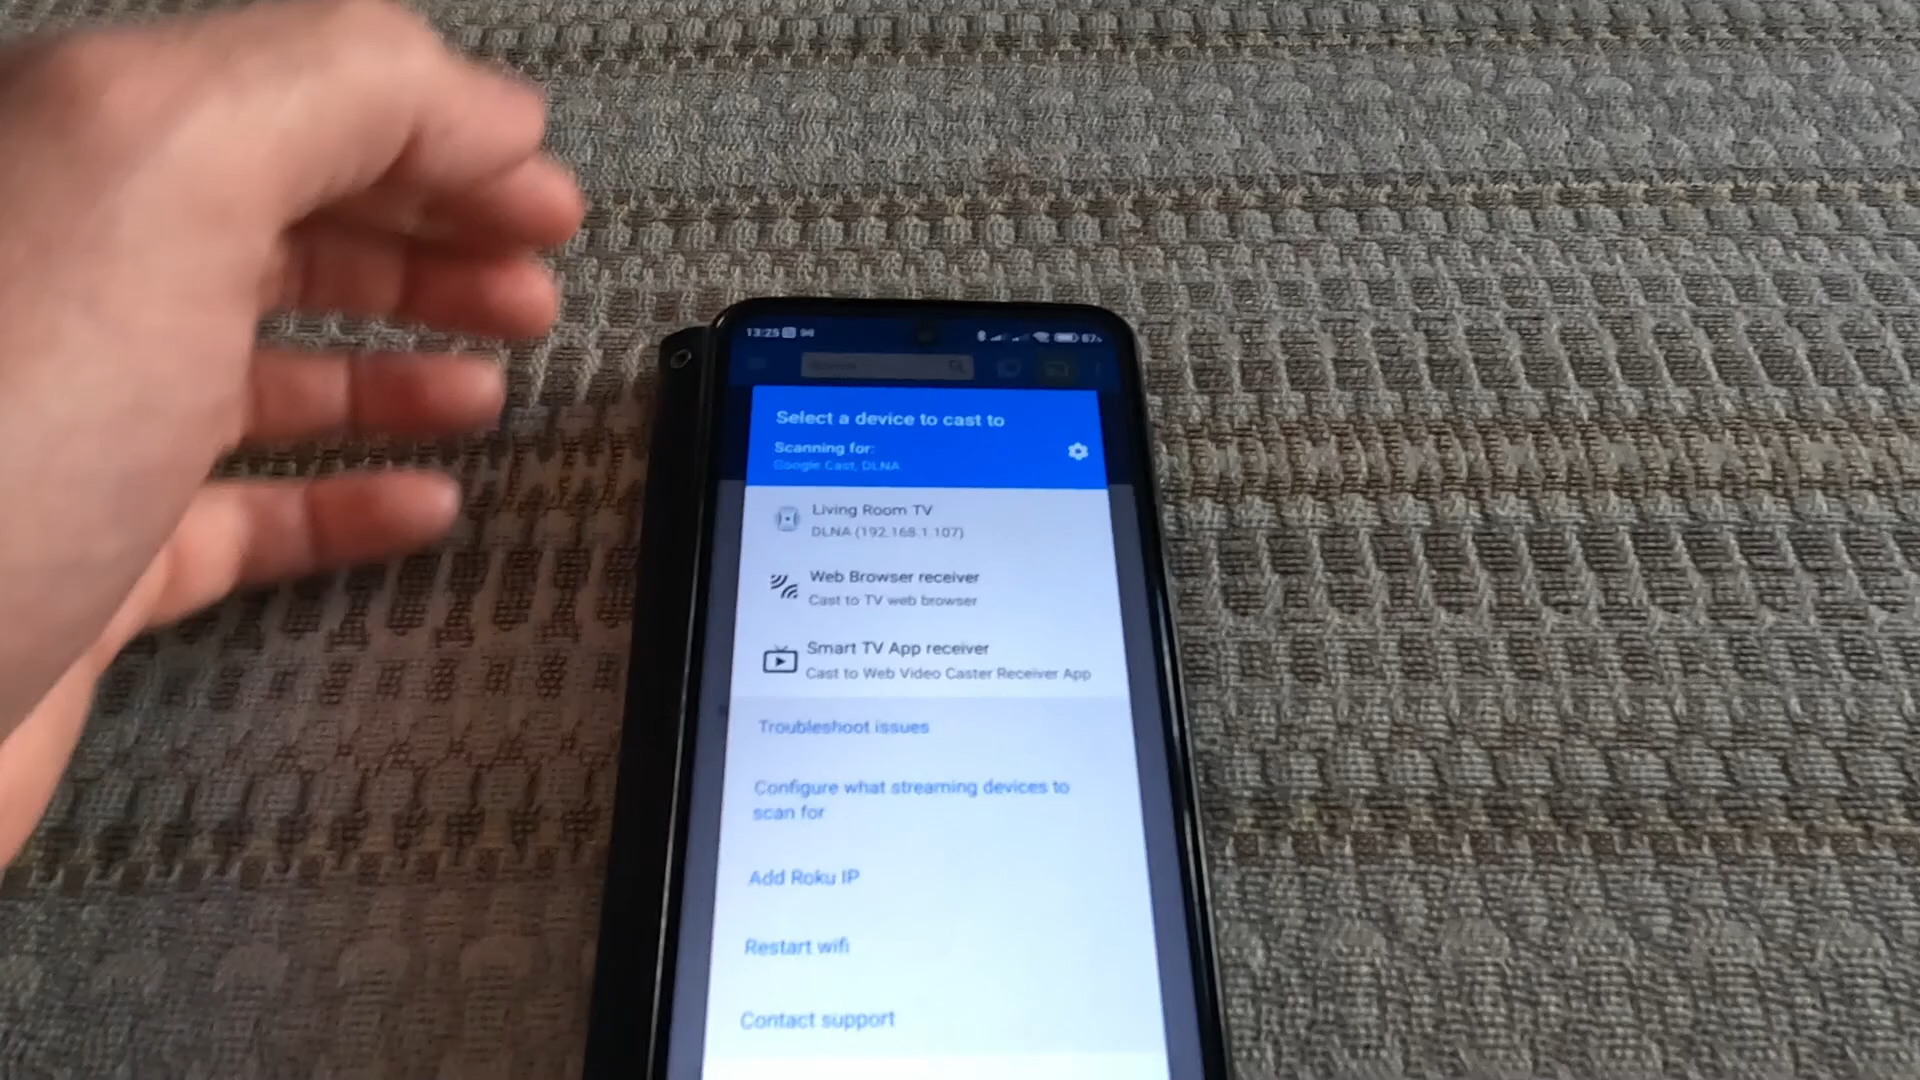 13:25
87%
Select a device to cast to
Scanning for:
Google Cast, DLNA
Living Room TV
DLNA (192.168.1.107)
Web Browser receiver
Cast to TV web browser
Smart TV App receiver
Cast to Web Video Caster Receiver App
Troubleshoot issues
Configure what streaming devices to
scan for
Add Roku IP
Restart wifi
Contact support